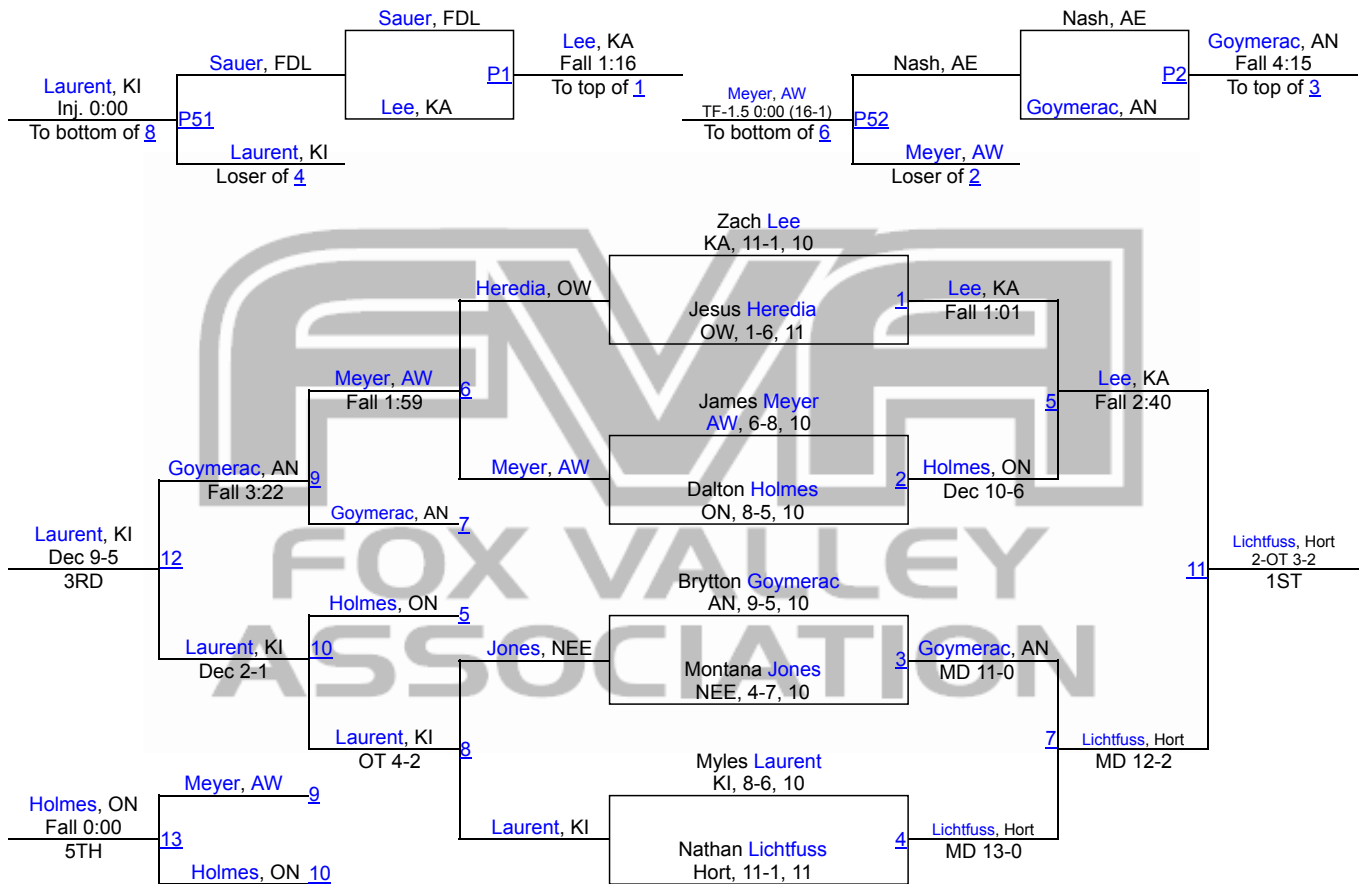 Sauer, FDL
Lee, KA
P1
Lee, KA
Fall 1:16
To top of 1
Sauer, FDL
Laurent, KI
Inj. 0:00
To bottom of 8
P51
Laurent, KI
Loser of 4
Nash, AE
Goymerac, AN
P2
Goymerac, AN
Fall 4:15
To top of 3
Nash, AE
Meyer, AW
TF-1.5 0:00 (16-1)
To bottom of 6
P52
Meyer, AW
Loser of 2
Zach Lee
KA, 11-1, 10
Jesus Heredia
OW, 1-6, 11
1
Lee, KA
Fall 1:01
Heredia, OW
James Meyer
AW, 6-8, 10
Dalton Holmes
ON, 8-5, 10
2
Holmes, ON
Dec 10-6
Meyer, AW
5
Lee, KA
Fall 2:40
Meyer, AW
Fall 1:59
6
Goymerac, AN
Fall 3:22
9
Goymerac, AN
7
Laurent, KI
Dec 9-5
3RD
12
FOX VALLEY
ASSOCIATION
FVA
Brytton Goymerac
AN, 9-5, 10
Montana Jones
NEE, 4-7, 10
3
Goymerac, AN
MD 11-0
Jones, NEE
Holmes, ON
5
Laurent, KI
Dec 2-1
10
Laurent, KI
OT 4-2
8
Myles Laurent
KI, 8-6, 10
Nathan Lichtfuss
Hort, 11-1, 11
4
Lichtfuss, Hort
MD 13-0
Laurent, KI
7
Lichtfuss, Hort
MD 12-2
11
Lichtfuss, Hort
2-OT 3-2
1ST
Meyer, AW
9
Holmes, ON
Fall 0:00
5TH
13
Holmes, ON
10